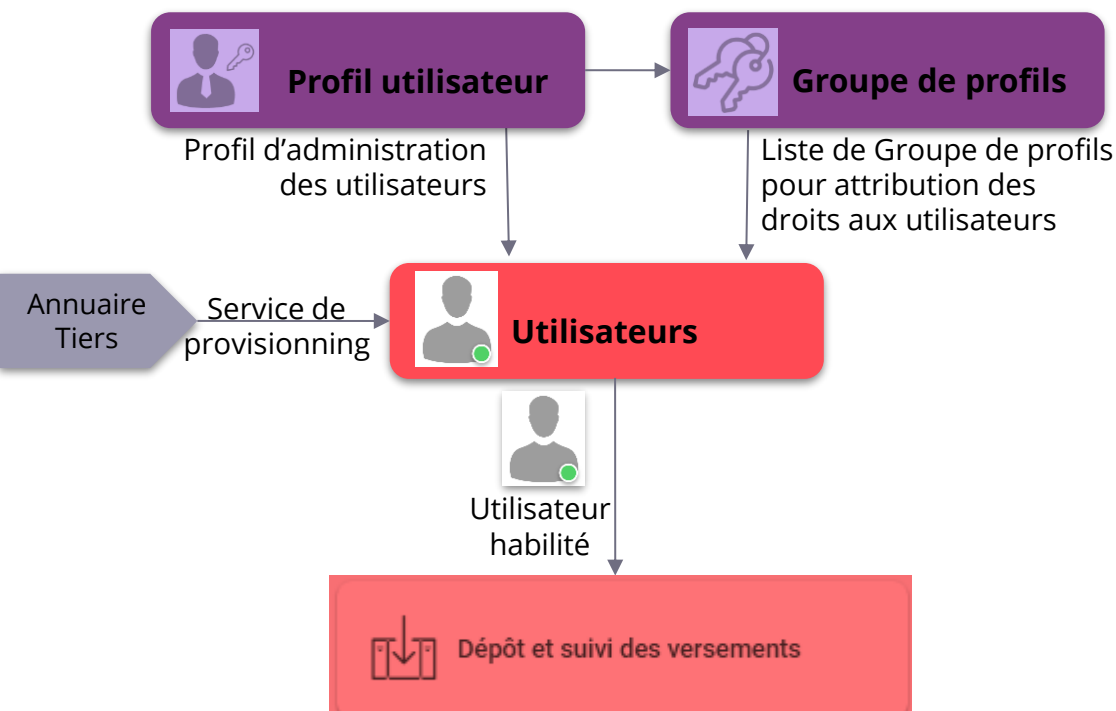 Profil utilisateur
Groupe de profils
Profil d’administration
des utilisateurs
Liste de Groupe de profils
pour attribution des
droits aux utilisateurs
Annuaire
Tiers
Service de
provisionning
Utilisateurs
Utilisateur
habilité
Dépôt et suivi des versements